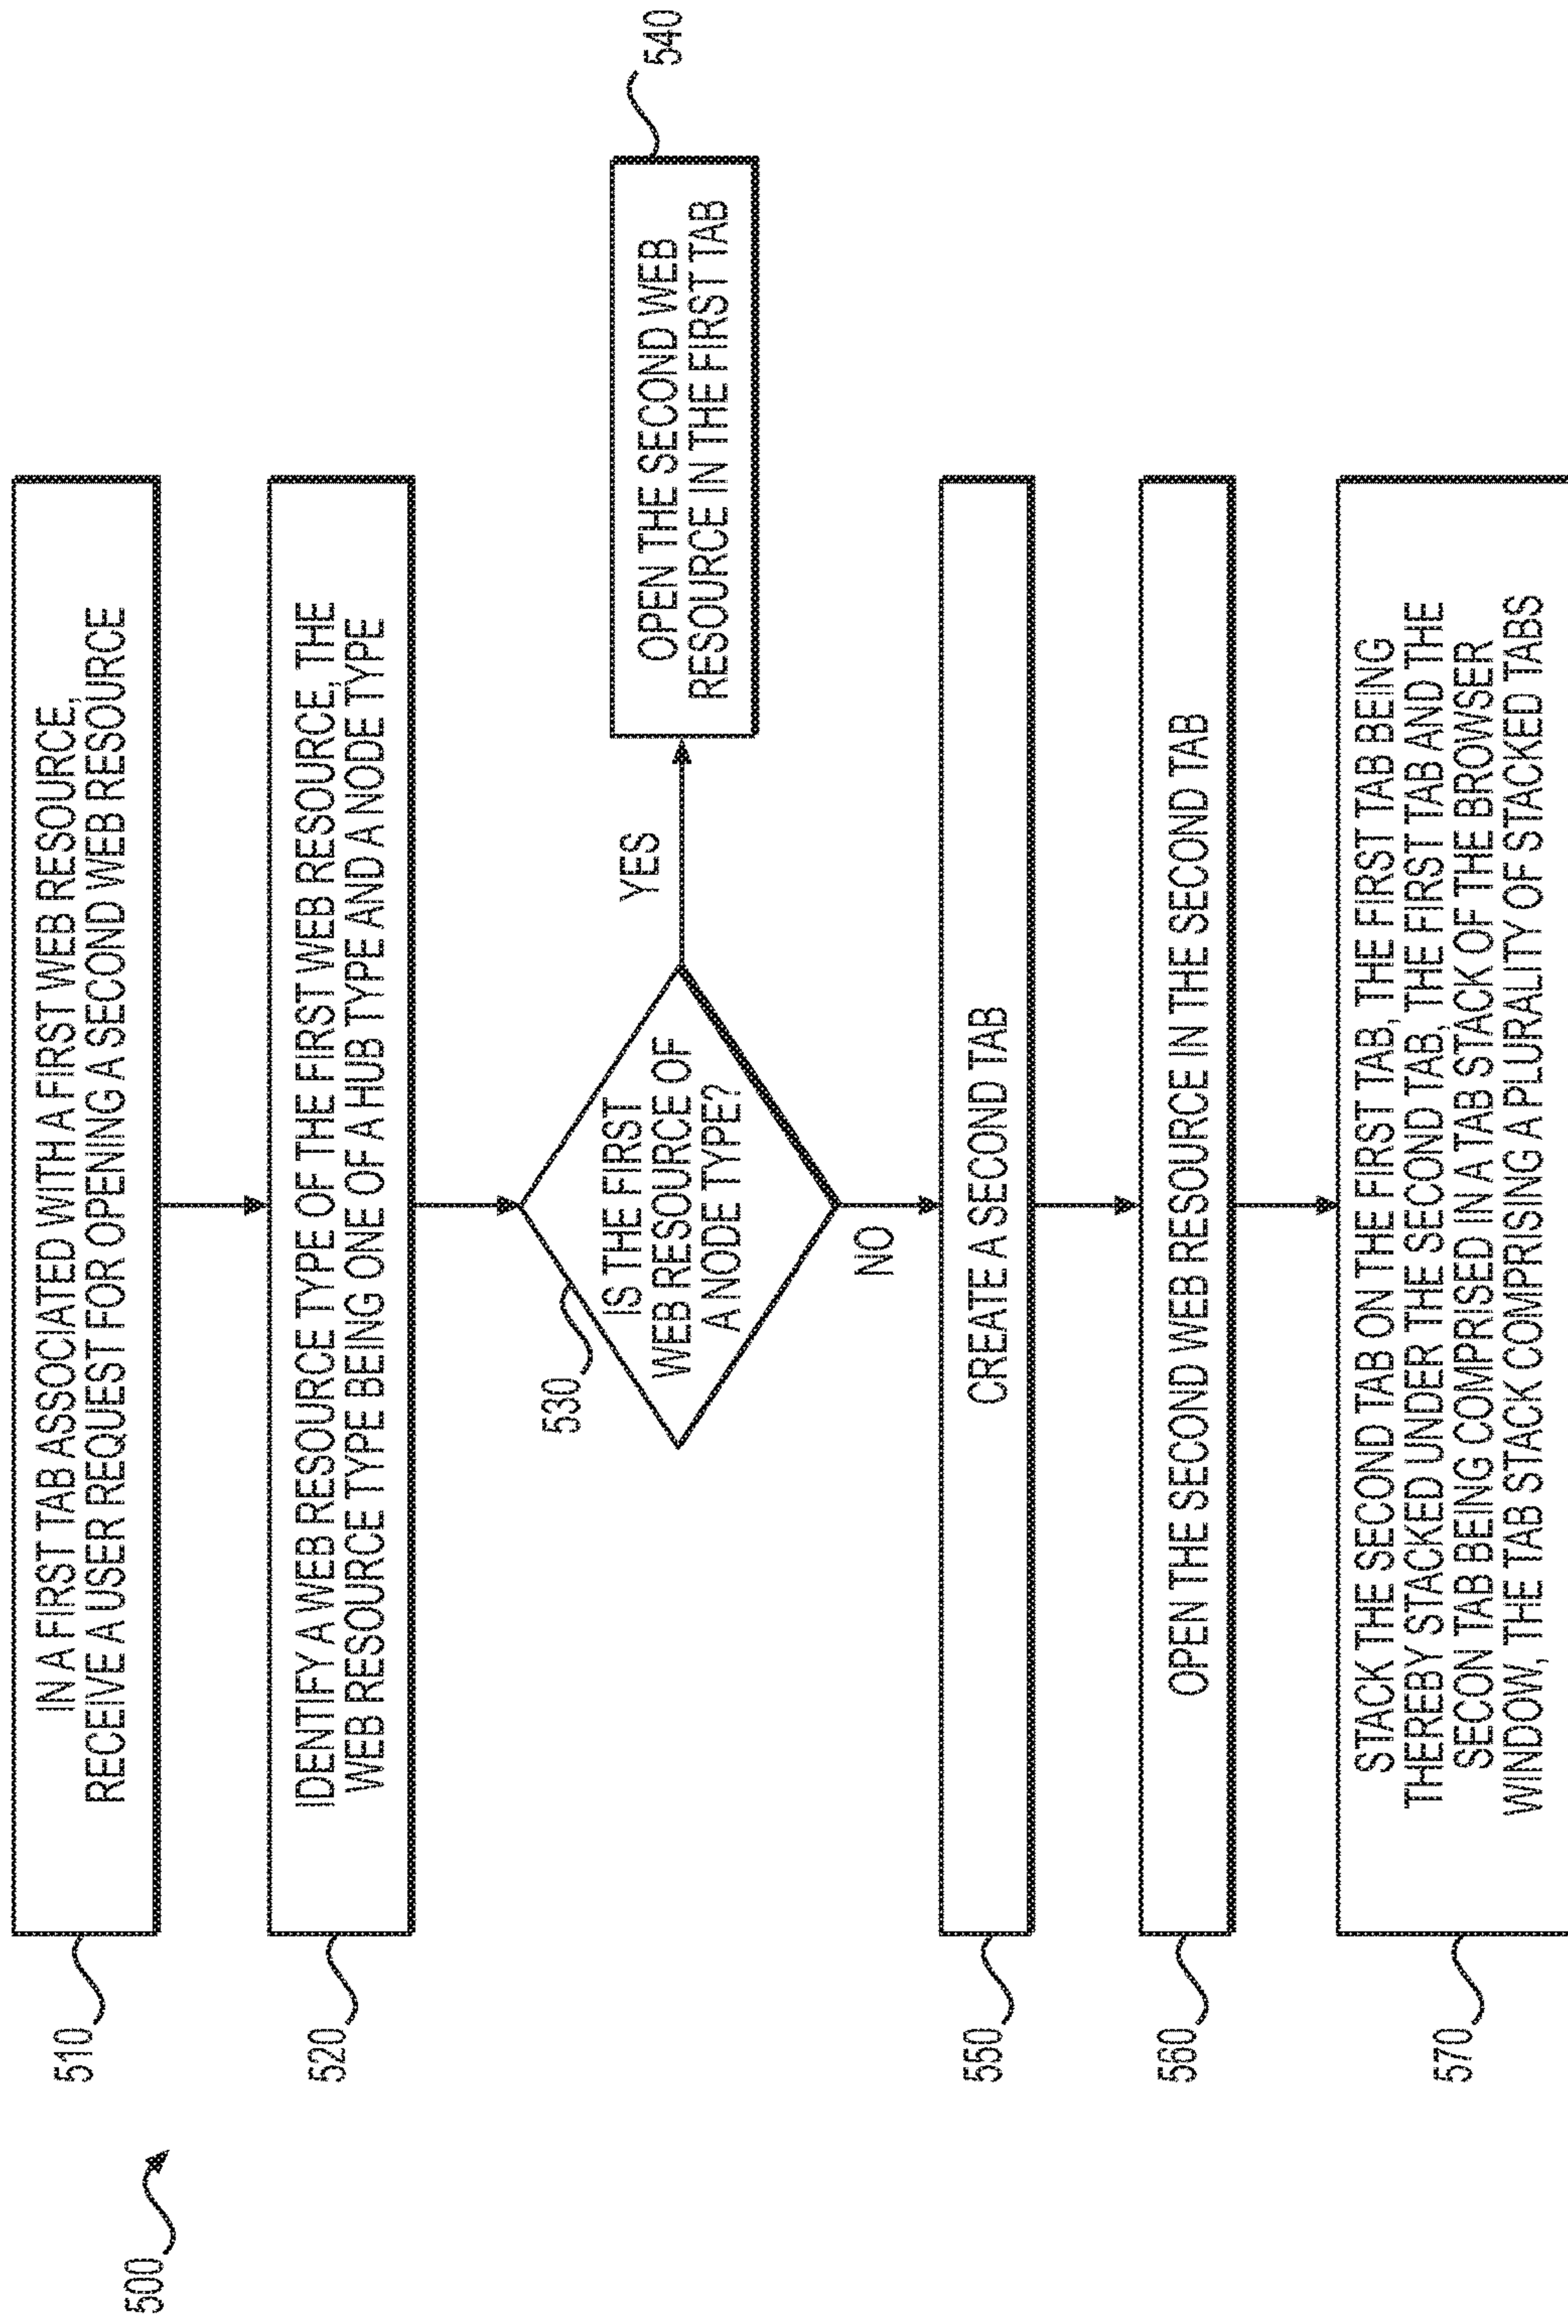 500
510
IN A FIRST TAB ASSOCIATED WITH A FIRST WEB RESOURCE,
RECEIVE A USER REQUEST FOR OPENING A SECOND WEB RESOURCE
520
IDENTIFY A WEB RESOURCE TYPE OF THE FIRST WEB RESOURCE, THE
WEB RESOURCE TYPE BEING ONE OF A HUB TYPE AND A NODE TYPE
530
IS THE FIRST
WEB RESOURCE OF
A NODE TYPE?
YES
540
OPEN THE SECOND WEB
RESOURCE IN THE FIRST TAB
NO
550
CREATE A SECOND TAB
560
OPEN THE SECOND WEB RESOURCE IN THE SECOND TAB
570
STACK THE SECOND TAB ON THE FIRST TAB, THE FIRST TAB BEING
THEREBY STACKED UNDER THE SECOND TAB, THE FIRST TAB AND THE
SECON TAB BEING COMPRISED IN A TAB STACK OF THE BROWSER
WINDOW, THE TAB STACK COMPRISING A PLURALITY OF STACKED TABS